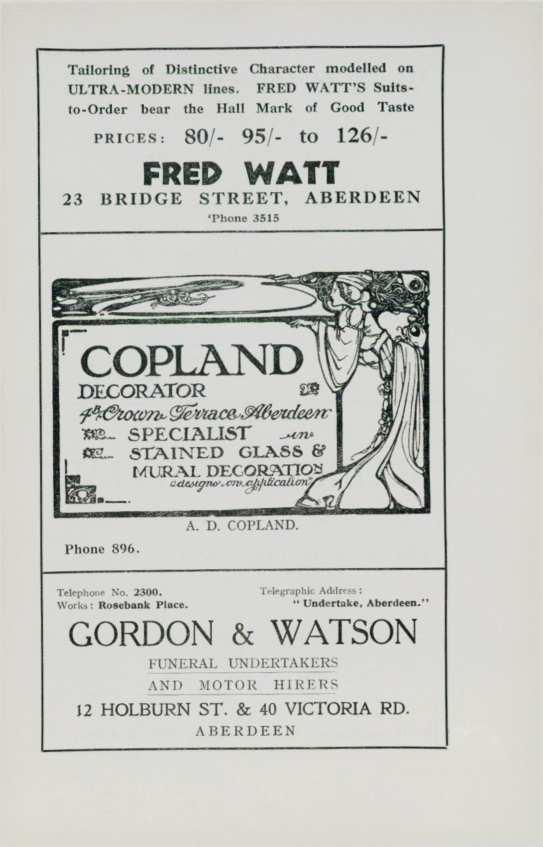 Tailoring of Distinctive Character modelled on
ULTRA-MODERN lines. FRED WATT'S Suits-
to-Order bear the Hall Mark of Good Taste
PRICES: 80/- 95/- to 126/-
FRED WATT
23 BRIDGE STREET, ABERDEEN
'Phone 3515
COPLAND
DECORATOR
Crown Terrace Aberdeen
SPECIALIST in
STAINED GLASS &
MURAL DECORATION
designs on application
A. D. COPLAND.
Phone 896.
Telephone No. 2300.
Works: Rosebank Place.
Telegraphic Address:
"Undertake, Aberdeen."
GORDON & WATSON
FUNERAL UNDERTAKERS
AND MOTOR HIRERS
12 HOLBURN ST. & 40 VICTORIA RD.
ABERDEEN